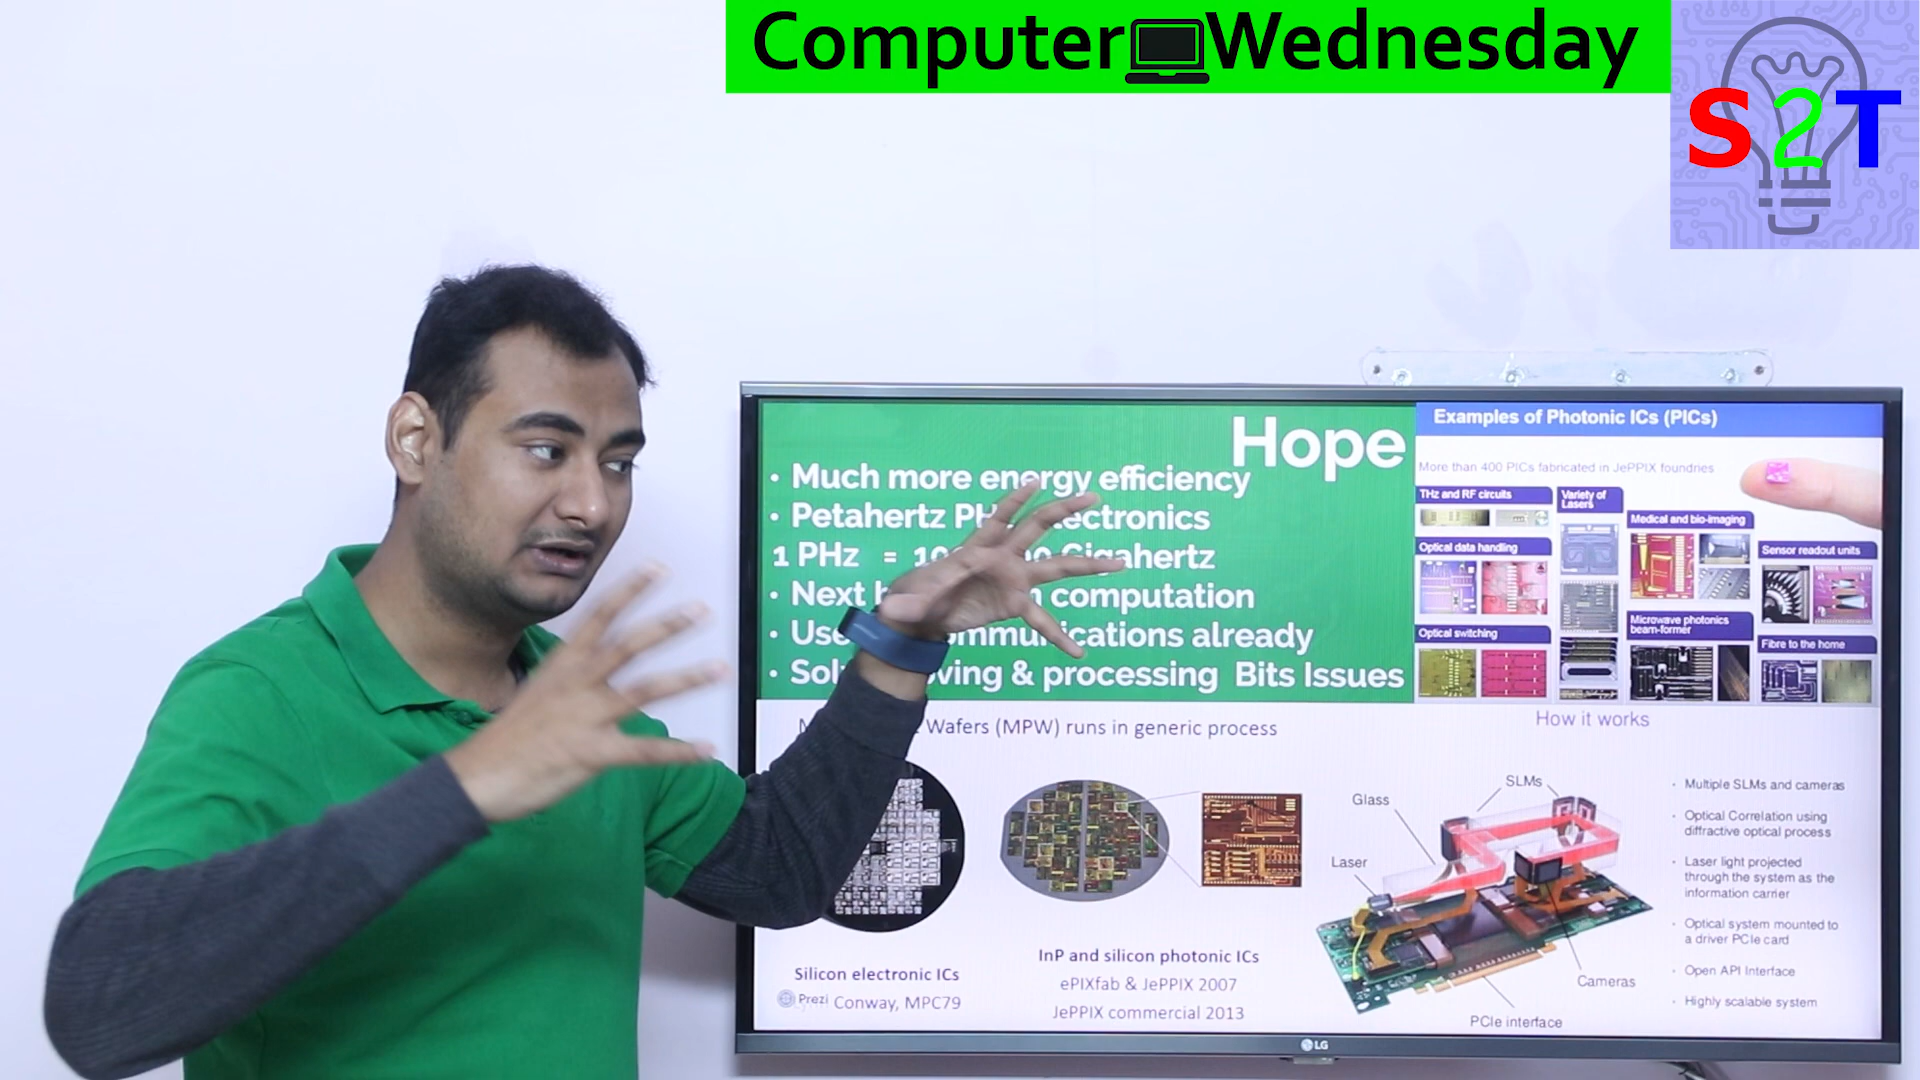 Computer Wednesday
S2T
Hope
• Much more energy efficiency
• Petahertz
1 PHz = Gigahertz
• Next computation
• already
• processing Bits Issues
Examples of Photonic ICs (PICs)
More than 400 PICs fabricated in JePPIX foundries
THz and RF circuits
Variety of
Lasers
Medical and bio-imaging
Optical data handling
Sensor readout units
Microwave photonics
beam-former
Optical switching
Fibre to the home
Wafers (MPW) runs in generic process
Silicon electronic ICs
Prezi
Conway, MPC79
InP and silicon photonic ICs
ePIXfab & JePPIX 2007
JePPIX commercial 2013
How it works
SLMs
Glass
Laser
Cameras
PCIe interface
• Multiple SLMs and cameras
• Optical Correlation using
diffractive optical process
• Laser light projected
through the system as the
information carrier
• Optical system mounted to
a driver PCIe card
• Open API Interface
• Highly scalable system
LG